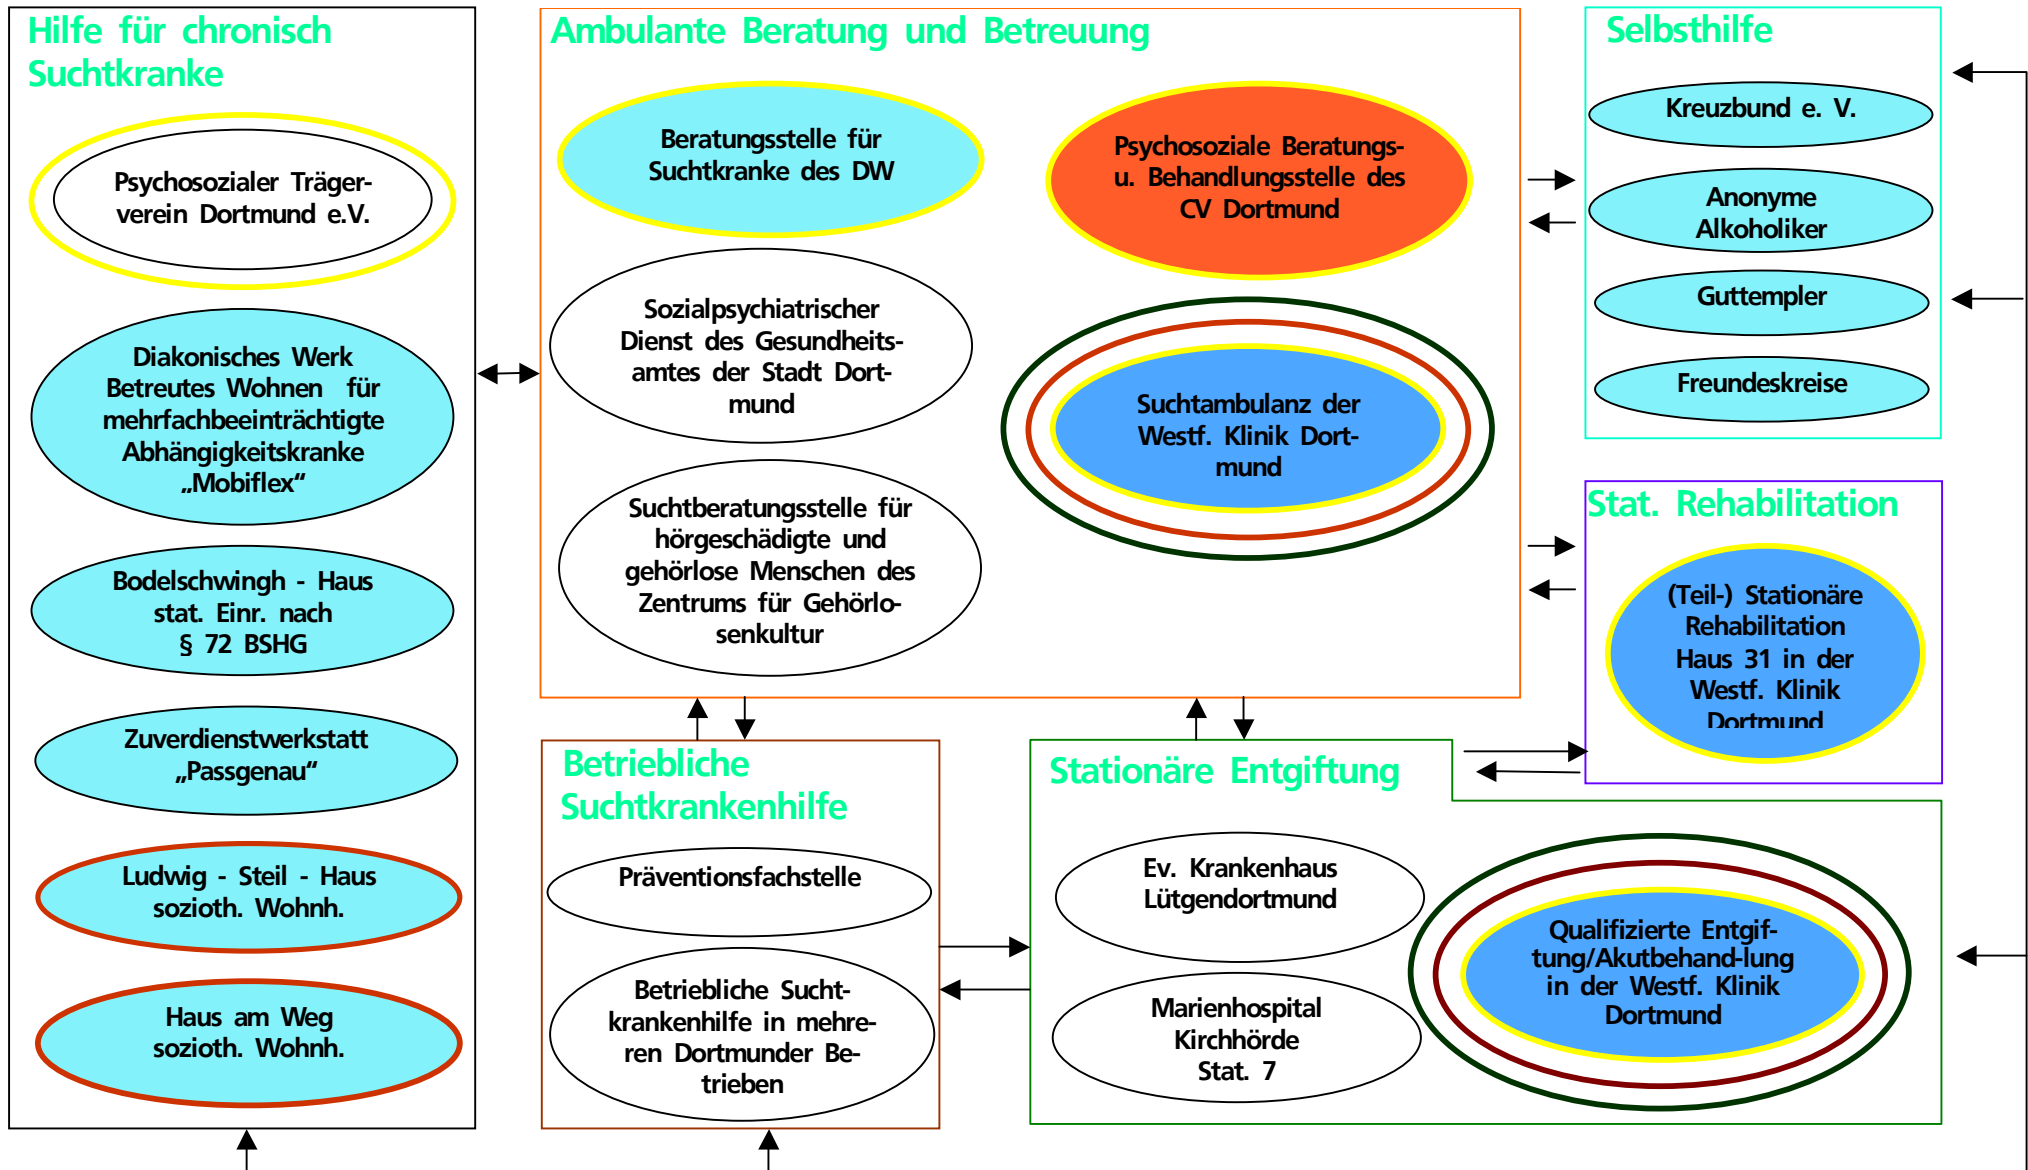 Hilfe für chronisch
Suchtkranke
Psychosozialer Träger-
verein Dortmund e.V.
Diakonisches Werk
Betreutes Wohnen für
mehrfachbeeinträchtigte
Abhängigkeitskranke
„Mobiflex“
Bodelschwingh - Haus
stat. Einr. nach
§ 72 BSHG
Zuverdienstwerkstatt
„Passgenau“
Ludwig - Steil - Haus
sozioth. Wohnh.
Haus am Weg
sozioth. Wohnh.
Ambulante Beratung und Betreuung
Beratungsstelle für
Suchtkranke des DW
Psychosoziale Beratungs-
u. Behandlungsstelle des
CV Dortmund
Sozialpsychiatrischer
Dienst des Gesundheits-
amtes der Stadt Dort-
mund
Suchtambulanz der
Westf. Klinik Dort-
mund
Suchtberatungsstelle für
hörgeschädigte und
gehörlose Menschen des
Zentrums für Gehörlo-
senkultur
Selbsthilfe
Kreuzbund e. V.
Anonyme
Alkoholiker
Guttempler
Freundeskreise
Stat. Rehabilitation
(Teil-) Stationäre
Rehabilitation
Haus 31 in der
Westf. Klinik
Dortmund
Betriebliche
Suchtkrankenhilfe
Präventionsfachstelle
Betriebliche Sucht-
krankenhilfe in mehre-
ren Dortmunder Be-
trieben
Stationäre Entgiftung
Ev. Krankenhaus
Lütgendortmund
Marienhospital
Kirchhörde
Stat. 7
Qualifizierte Entgif-
tung/Akutbehand-lung
in der Westf. Klinik
Dortmund